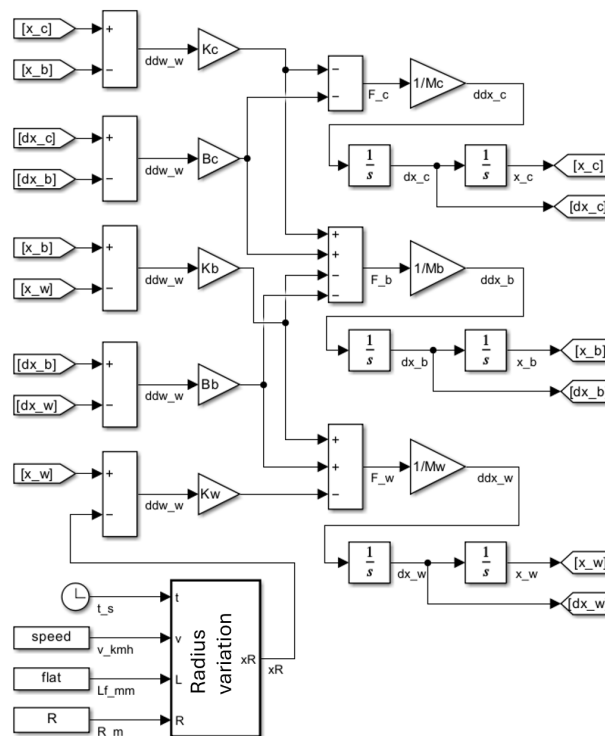 [x_c]
+
ddw_w
Kc
[x_b]
−
−
−
F_c
1/Mc
ddx_c
[dx_c]
+
ddw_w
Bc
[dx_b]
−
1
s
dx_c
1
s
x_c
[x_c]
[dx_c]
[x_b]
+
ddw_w
Kb
[x_w]
−
+
+
−
−
F_b
1/Mb
ddx_b
[dx_b]
+
ddw_w
Bb
[dx_w]
−
1
s
dx_b
1
s
x_b
[x_b]
[dx_b
[x_w]
+
−
ddw_w
Kw
+
+
−
F_w
1/Mw
ddx_w
1
s
dx_w
1
s
x_w
[x_w]
[dx_w
t_s
t
speed
v_kmh
v
flat
Lf_mm
L
R
R_m
R
Radius
variation
xR
xR